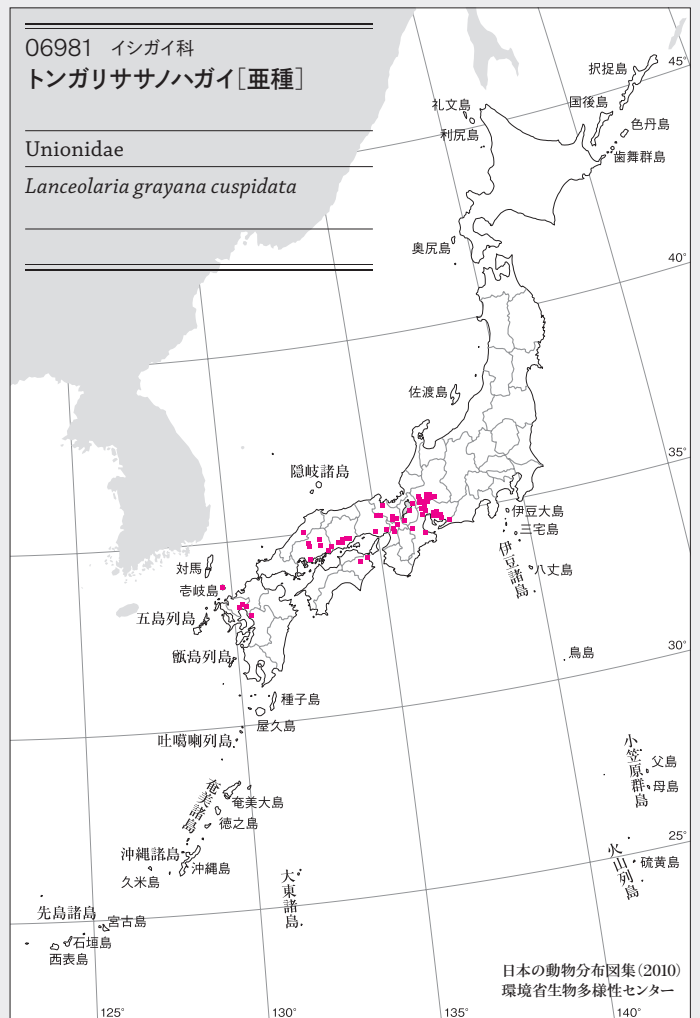 06981 イシガイ科
トンガリササノハガイ[亜種]
Unionidae
Lanceolaria grayana cuspidata
択捉島
45°
礼文島
国後島
色丹島
利尻島
歯舞群島
奥尻島
40°
佐渡島
35°
隠岐諸島
伊豆大島
三宅島
伊豆諸島
対馬
八丈島
壱岐島
五島列島
鳥島
30°
甑島列島
種子島
屋久島
吐噶喇列島
小笠原群島
父島
母島
奄美諸島
奄美大島
徳之島
25°
沖縄諸島
沖縄島
久米島
火山列島
硫黄島
大東諸島
先島諸島
宮古島
石垣島
西表島
日本の動物分布図集(2010)
環境省生物多様性センター
125°
130°
135°
140°